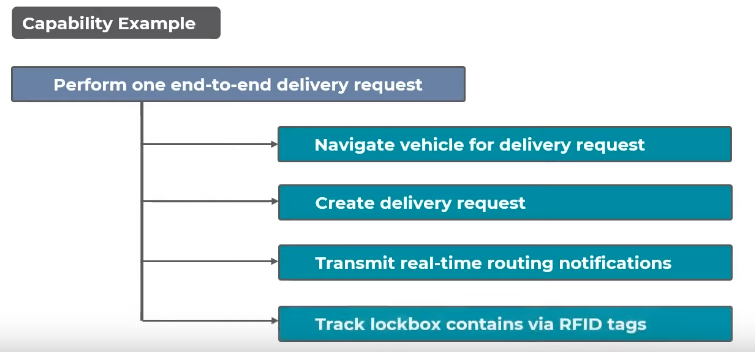 Capability Example
Perform one end-to-end delivery request
Navigate vehicle for delivery request
Create delivery request
Transmit real-time routing notifications
Track lockbox contains via RFID tags